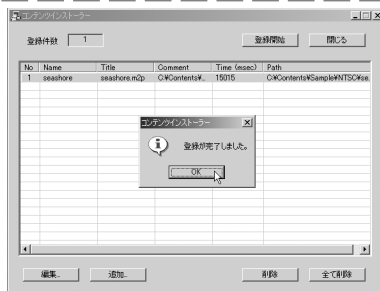 コンテンツインストーラー
登録件数 1 登録開始 閉じる
No Name Title Comment Time (msec) Path
1 seashore seashore.m2p C:¥Contents¥... 15015 C:¥Contents¥Sample¥NTSC¥se
コンテンツインストーラー
登録が完了しました。
OK
編集... 追加... 削除 全て削除